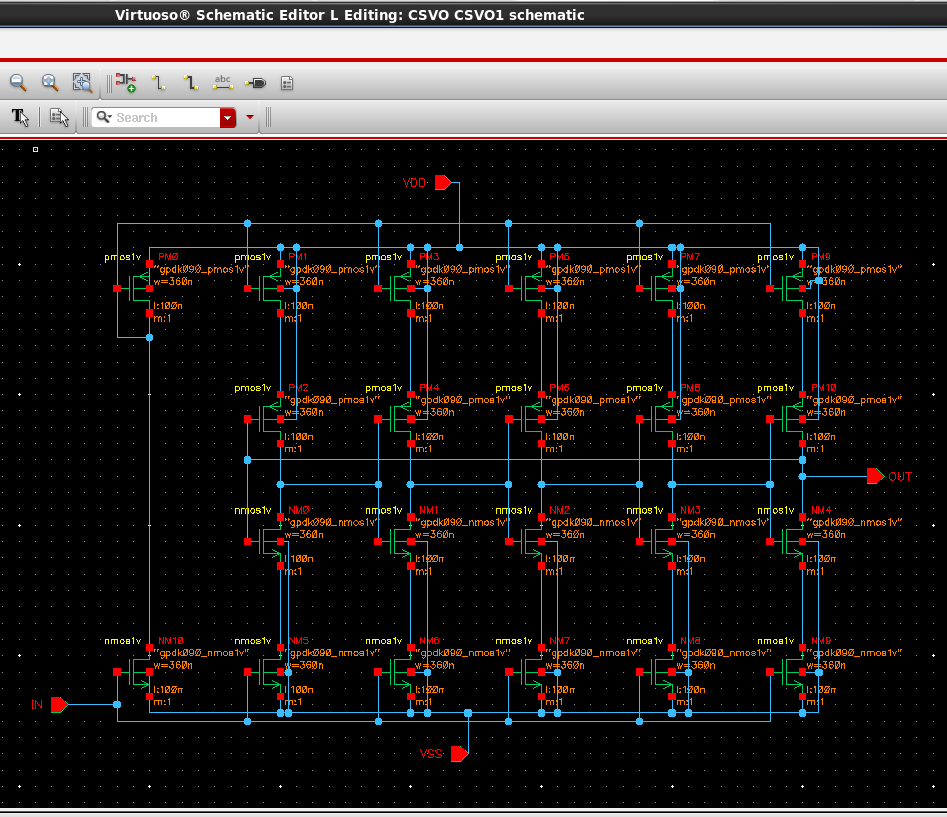 Virtuoso® Schematic Editor L Editing: CSVO CSVO1 schematic
abc
T
Search
VDD
pmos1v PM0 pmos1v PM1 pmos1v PM3 pmos1v pmos1v PM7 pmos1v PM9
"gpdk090_pmos1v" "gpdk090_pmos1v" "gpdk090_pmos1v" "gpdk090_pmos1v" "gpdk090_pmos1v" "gpdk090_pmos1v"
w=360n w=360n w=360n w=360n w=360n w=360n
l:100n l:100n l:100n l:100n l:100n l:100n
m:1 m:1 m:1 m:1 m:1 m:1
pmos1v PM2 pmos1v PM4 pmos1v PM6 pmos1v PM8 pmos1v PM10
"gpdk090_pmos1v" "gpdk090_pmos1v" "gpdk090_pmos1v" "gpdk090_pmos1v" "gpdk090_pmos1v"
w=360n w=360n w=360n w=360n w=360n
l:100n l:100n l:100n l:100n l:100n
m:1 m:1 m:1 m:1 m:1
OUT
nmos1v NM0 nmos1v NM1 nmos1v NM2 nmos1v NM3 nmos1v NM4
"gpdk090_nmos1v" "gpdk090_nmos1v" "gpdk090_nmos1v" "gpdk090_nmos1v" "gpdk090_nmos1v"
w=360n w=360n w=360n w=360n w=360n
l:100n l:100n l:100n l:100n l:100n
m:1 m:1 m:1 m:1 m:1
nmos1v NM10 nmos1v NM5 nmos1v NM6 nmos1v NM7 nmos1v NM8 nmos1v NM9
"gpdk090_nmos1v" "gpdk090_nmos1v" "gpdk090_nmos1v" "gpdk090_nmos1v" "gpdk090_nmos1v" "gpdk090_nmos1v"
w=360n w=360n w=360n w=360n w=360n w=360n
l:100n l:100n l:100n l:100n l:100n l:100n
m:1 m:1 m:1 m:1 m:1 m:1
IN
VSS